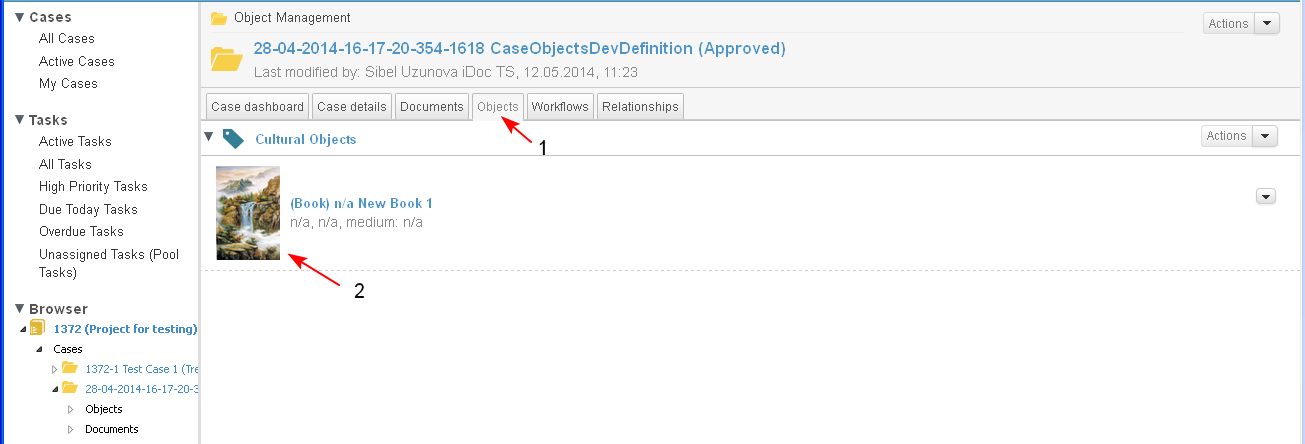 Cases
All Cases
Active Cases
My Cases
Tasks
Active Tasks
All Tasks
High Priority Tasks
Due Today Tasks
Overdue Tasks
Unassigned Tasks (Pool
Tasks)
Browser
1372 (Project for testing)
Cases
1372-1 Test Case 1 (Tre
28-04-2014-16-17-20-3
Objects
Documents
Object Management
Actions
28-04-2014-16-17-20-354-1618 CaseObjectsDevDefinition (Approved)
Last modified by: Sibel Uzunova iDoc TS, 12.05.2014, 11:23
Case dashboard Case details Documents Objects Workflows Relationships
1
Cultural Objects
Actions
(Book) n/a New Book 1
n/a, n/a, medium: n/a
2